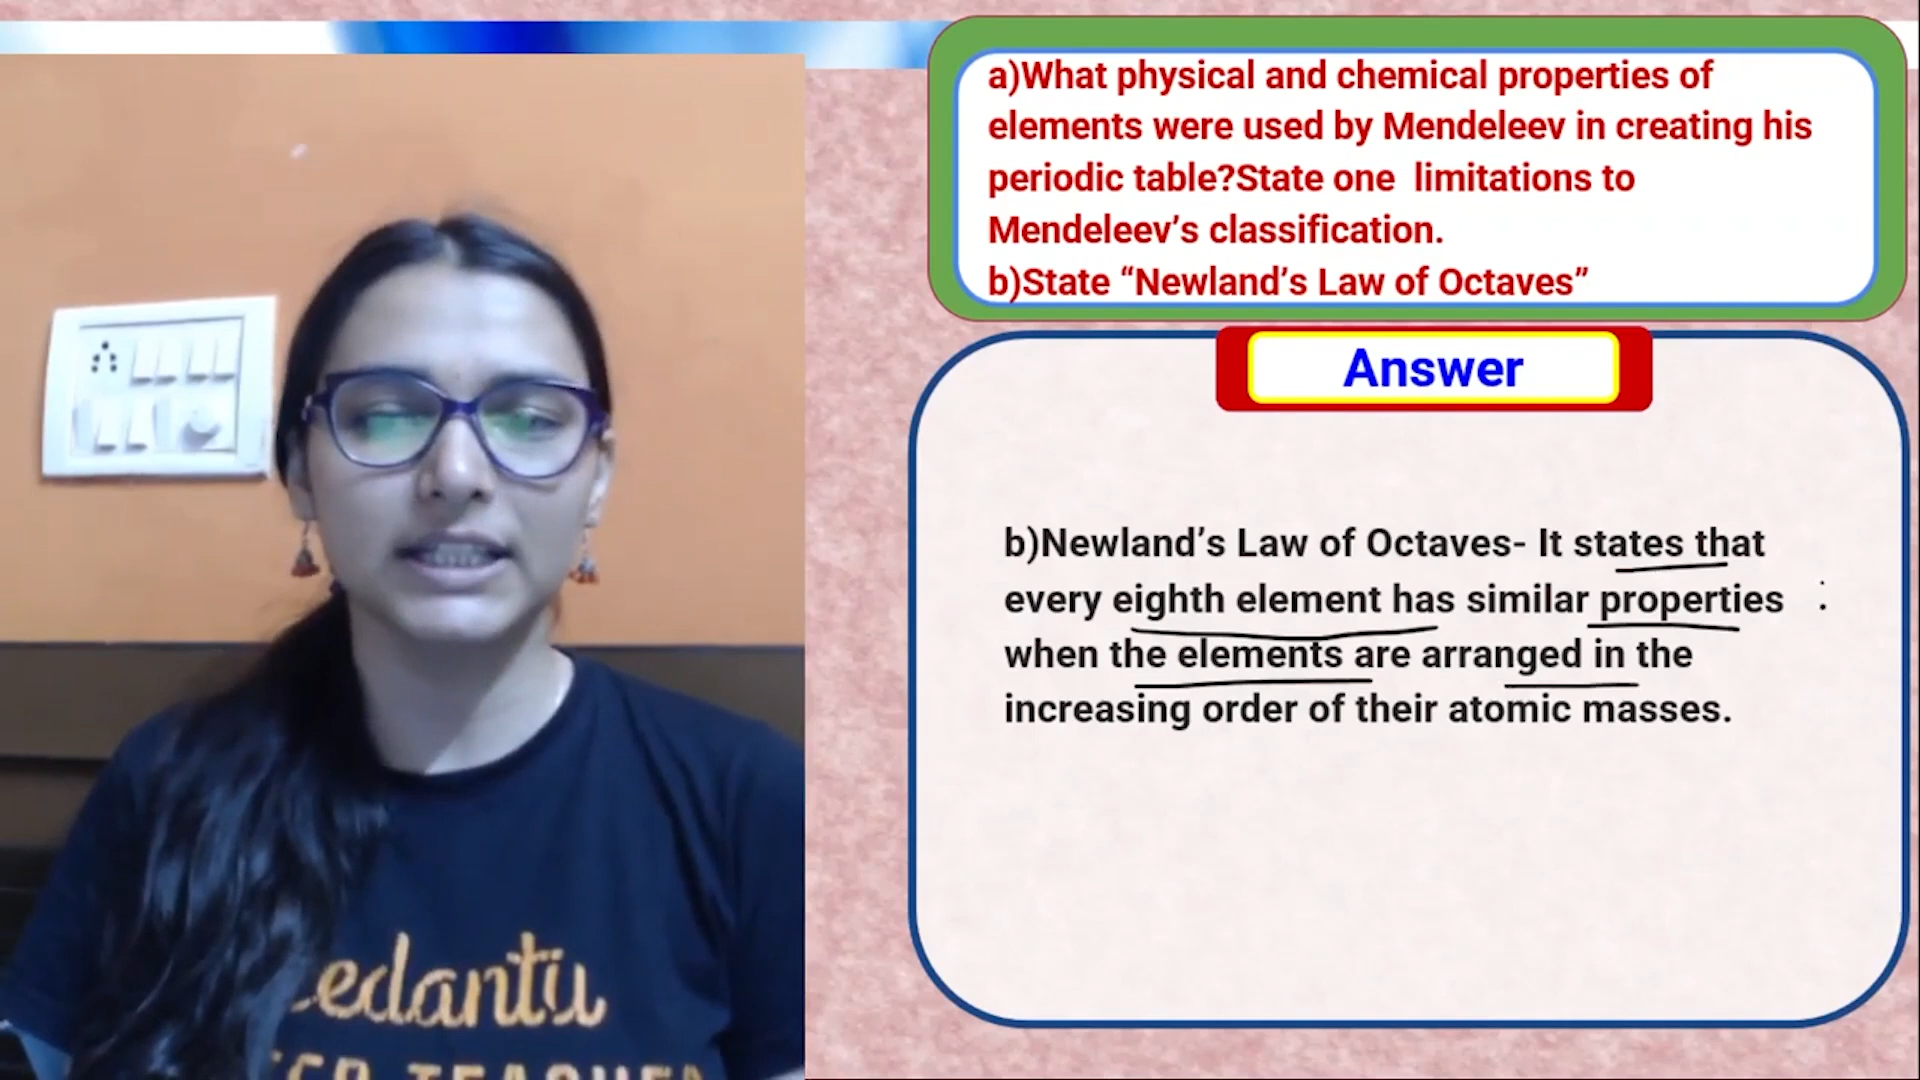 a)What physical and chemical properties of
elements were used by Mendeleev in creating his
periodic table?State one limitations to
Mendeleev’s classification.
b)State “Newland’s Law of Octaves”
Answer
b)Newland’s Law of Octaves- It states that
every eighth element has similar properties
when the elements are arranged in the
increasing order of their atomic masses.
edantu
TEACHER